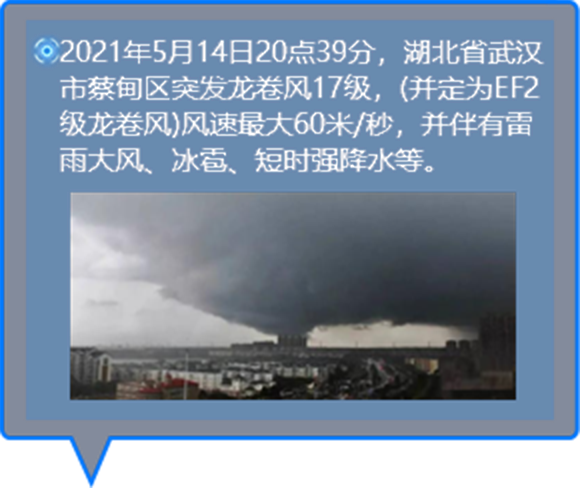 2021年5月14日20点39分，湖北省武汉
市蔡甸区突发龙卷风17级，(并定为EF2
级龙卷风)风速最大60米/秒，并伴有雷
雨大风、冰雹、短时强降水等。